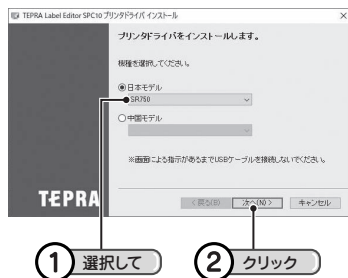 TEPRA Label Editor SPC10 プリンタドライバ インストール
プリンタドライバをインストールします。
機種を選択してください。
日本モデル
SR750
中国モデル
※画面による指示があるまでUSBケーブルを接続しないでください。
TEPRA
< 戻る(B) 次へ(N) > キャンセル
1 選択して
2 クリック